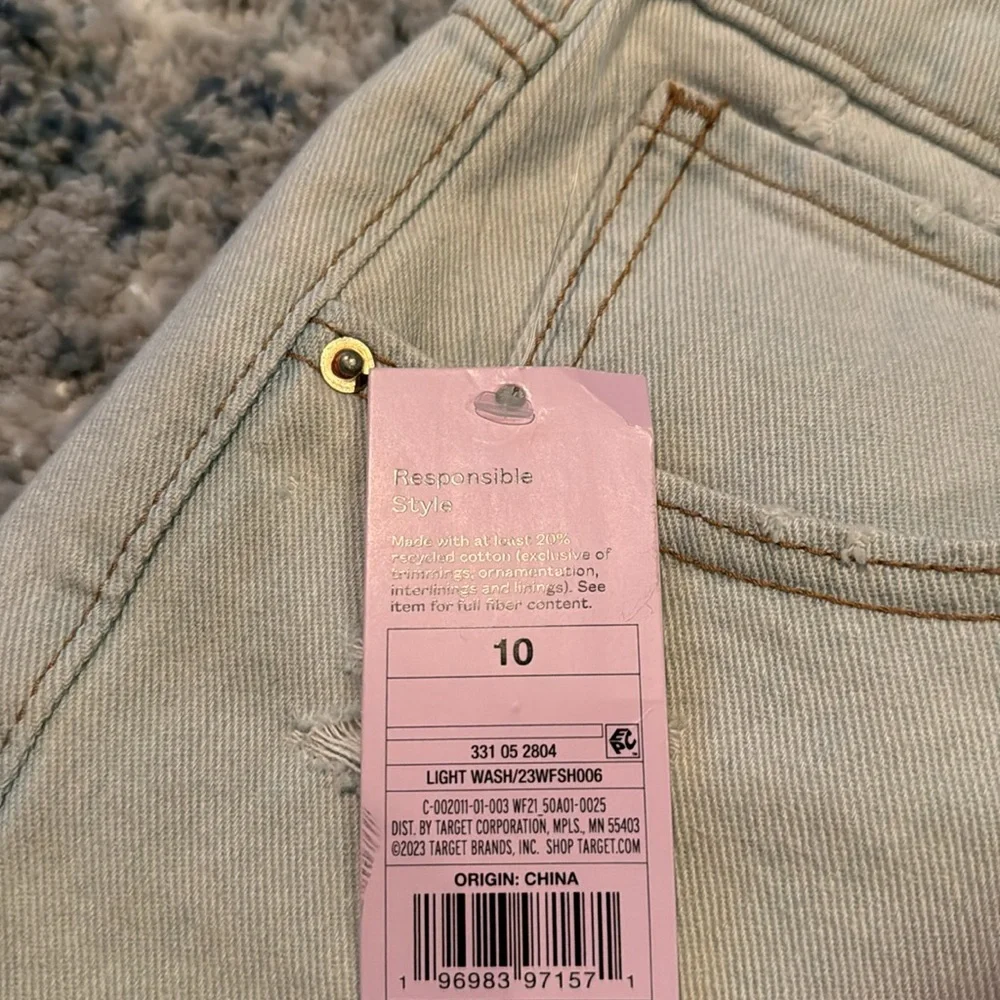 Responsible
Style
Made with at least 20%
recycled cotton (exclusive of
trimmings, ornamentation,
interlinings and linings). See
item for full fiber content.
10
EPC
331 05 2804
LIGHT WASH/23WFSH006
C-002011-01-003 WF21_50A01-0025
DIST. BY TARGET CORPORATION, MPLS., MN 55403
©2023 TARGET BRANDS, INC. SHOP TARGET.COM
ORIGIN: CHINA
1 96983 97157 1